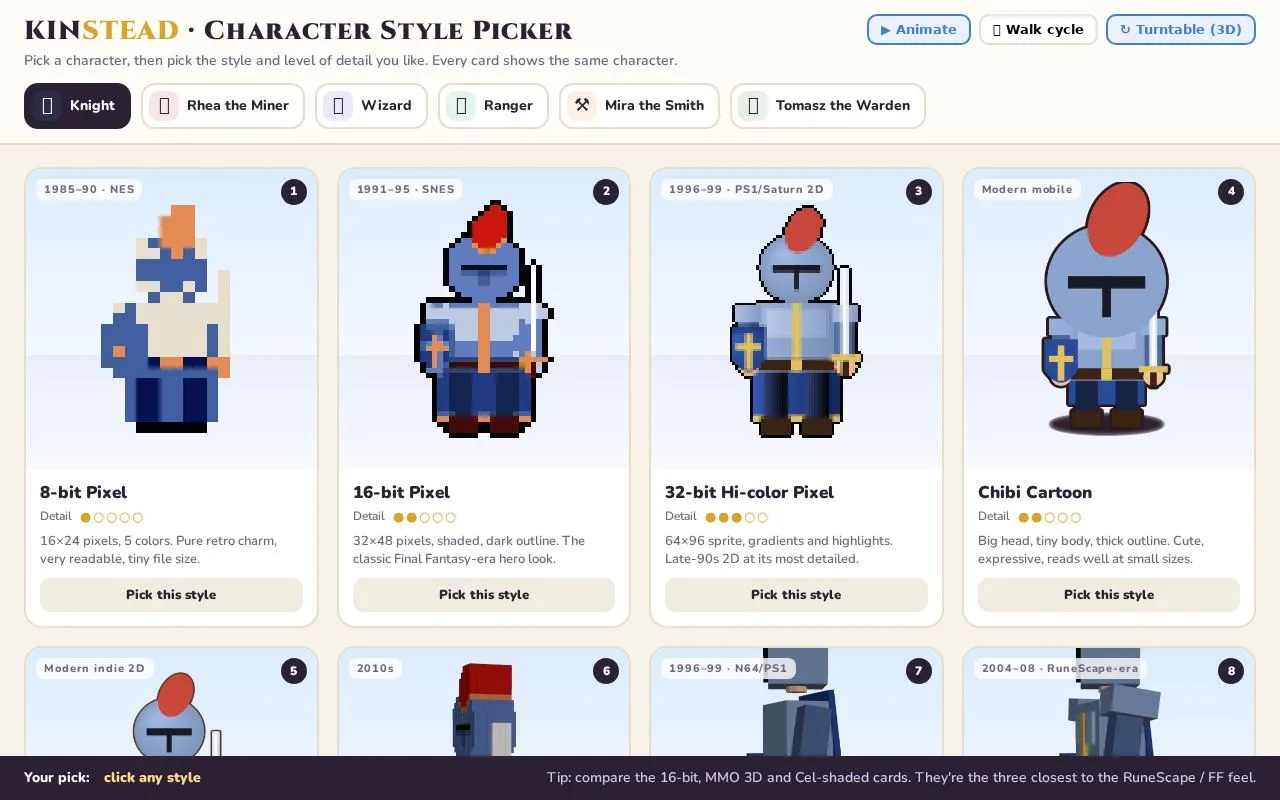 KINSTEAD · CHARACTER STYLE PICKER
▶ Animate
Walk cycle
↻ Turntable (3D)
Pick a character, then pick the style and level of detail you like. Every card shows the same character.
Knight
Rhea the Miner
Wizard
Ranger
⚒ Mira the Smith
Tomasz the Warden
1985–90 · NES
1
1991–95 · SNES
2
1996–99 · PS1/Saturn 2D
3
Modern mobile
4
8-bit Pixel
Detail
16×24 pixels, 5 colors. Pure retro charm,
very readable, tiny file size.
Pick this style
16-bit Pixel
Detail
32×48 pixels, shaded, dark outline. The
classic Final Fantasy-era hero look.
Pick this style
32-bit Hi-color Pixel
Detail
64×96 sprite, gradients and highlights.
Late-90s 2D at its most detailed.
Pick this style
Chibi Cartoon
Detail
Big head, tiny body, thick outline. Cute,
expressive, reads well at small sizes.
Pick this style
Modern indie 2D
5
2010s
6
1996–99 · N64/PS1
7
2004–08 · RuneScape-era
8
Your pick: click any style
Tip: compare the 16-bit, MMO 3D and Cel-shaded cards. They're the three closest to the RuneScape / FF feel.